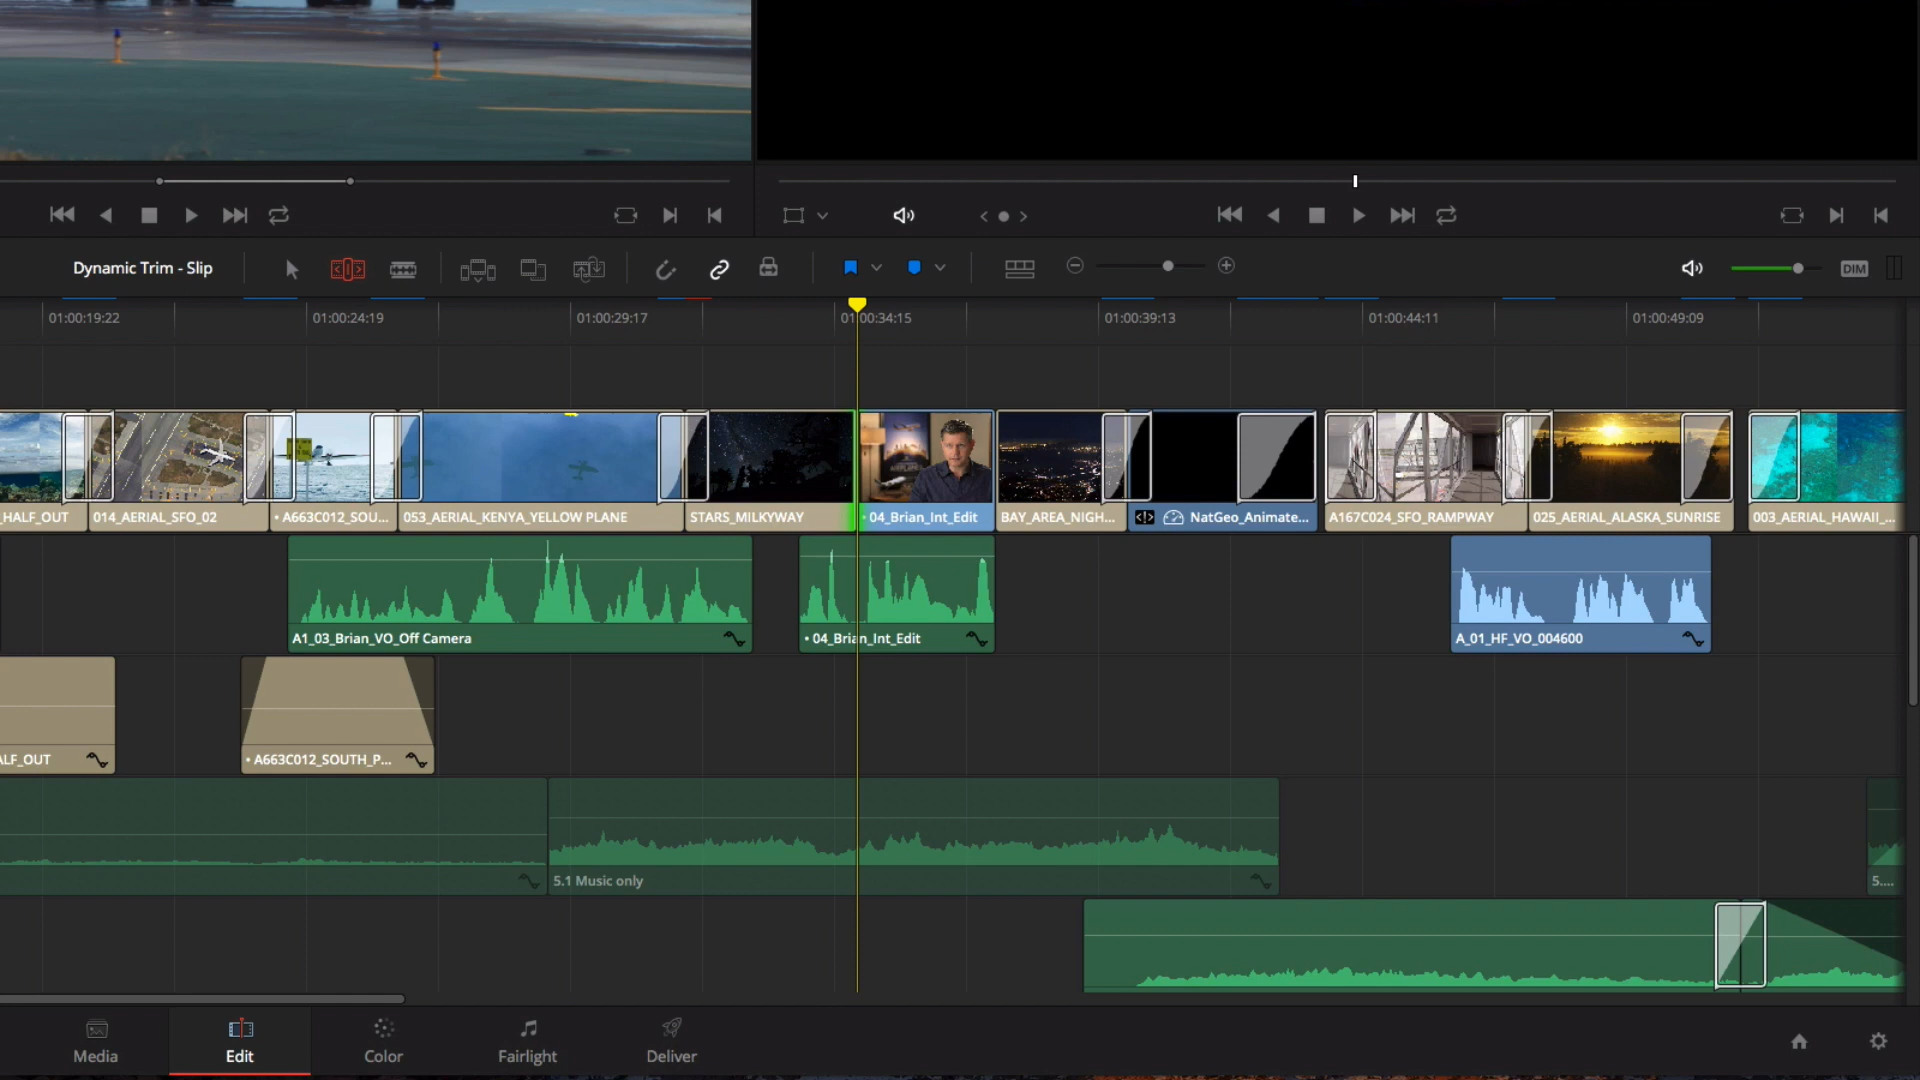 Dynamic Trim - Slip
DIM
01:00:19:22
01:00:24:19
01:00:29:17
01:00:34:15
01:00:39:13
01:00:44:11
01:00:49:09
_HALF_OUT
014_AERIAL_SFO_02
• A663C012_SOU...
053_AERIAL_KENYA_YELLOW PLANE
STARS_MILKYWAY
• 04_Brian_Int_Edit
BAY_AREA_NIGH...
NatGeo_Animate...
A167C024_SFO_RAMPWAY
025_AERIAL_ALASKA_SUNRISE
003_AERIAL_HAWAII_...
A1_03_Brian_VO_Off Camera
• 04_Brian_Int_Edit
A_01_HF_VO_004600
ALF_OUT
• A663C012_SOUTH_P...
5.1 Music only
5....
Media
Edit
Color
Fairlight
Deliver